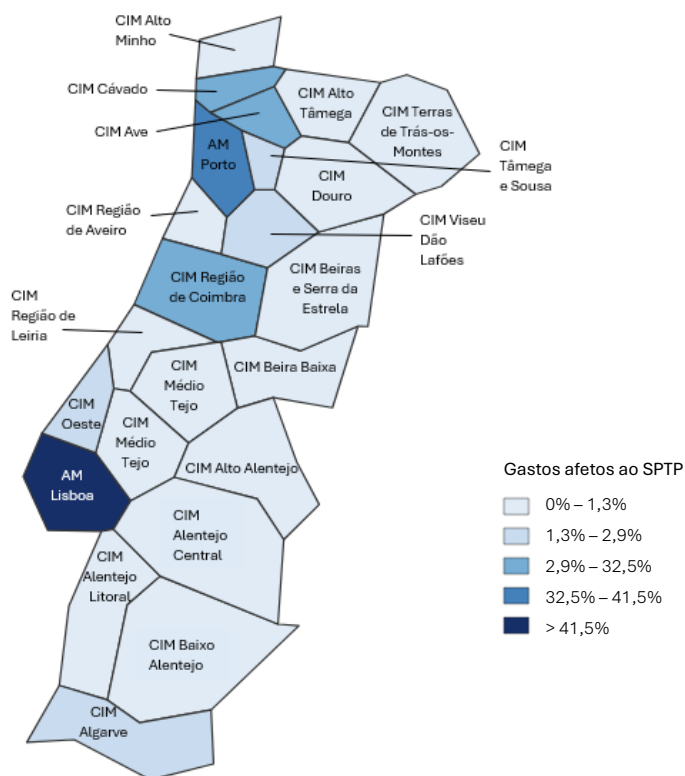 CIM Alto
Minho
CIM Cávado
CIM Alto
Tâmega
CIM Terras
de Trás-os-
Montes
CIM Ave
AM
Porto
CIM
Tâmega
e Sousa
CIM
Douro
CIM Região
de Aveiro
CIM Viseu
Dão
Lafões
CIM Região
de Coimbra
CIM Beiras
e Serra da
Estrela
CIM
Região de
Leiria
CIM
Médio
Tejo
CIM Beira Baixa
CIM
Oeste
CIM
Médio
Tejo
CIM Alto Alentejo
AM
Lisboa
CIM
Alentejo
Central
CIM
Alentejo
Litoral
CIM Baixo
Alentejo
CIM
Algarve
Gastos afetos ao SPTP
0% – 1,3%
1,3% – 2,9%
2,9% – 32,5%
32,5% – 41,5%
> 41,5%